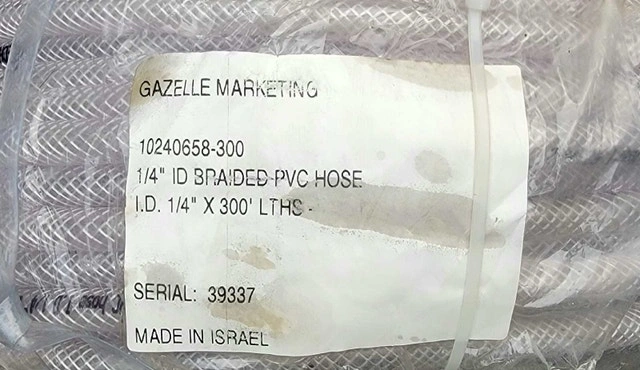 GAZELLE MARKETING
10240658-300
1/4" ID BRAIDED PVC HOSE
I.D. 1/4" X 300' LTHS -
SERIAL: 39337
MADE IN ISRAEL